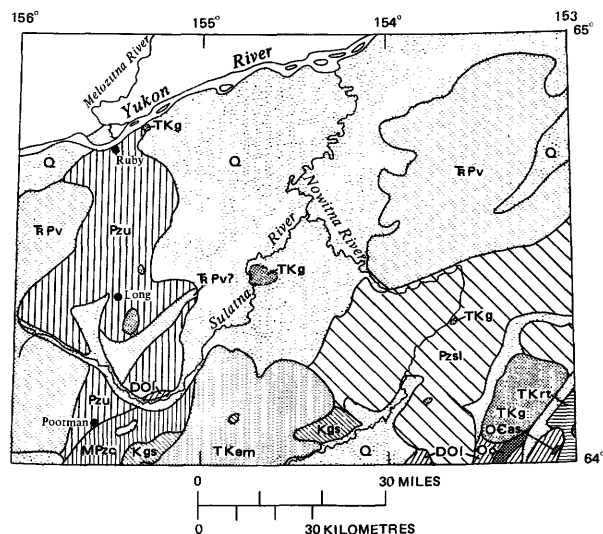 156° 155° 154° 153
65°
Melozitna River
Yukon River
TKg
Ruby
Q
Q
Q
TRPv
Nowitna River
TRPv
Pzu
TRPv?
River
TKg
Long
Sulatna
TKg
Pzsl
DOl
TKrt
Pzu
TKg
Poorman
OЄas
Kgs
MPzc
Kgs
TKem
Q
DOl
OЄ
64°
0 30 MILES
0 30 KILOMETRES